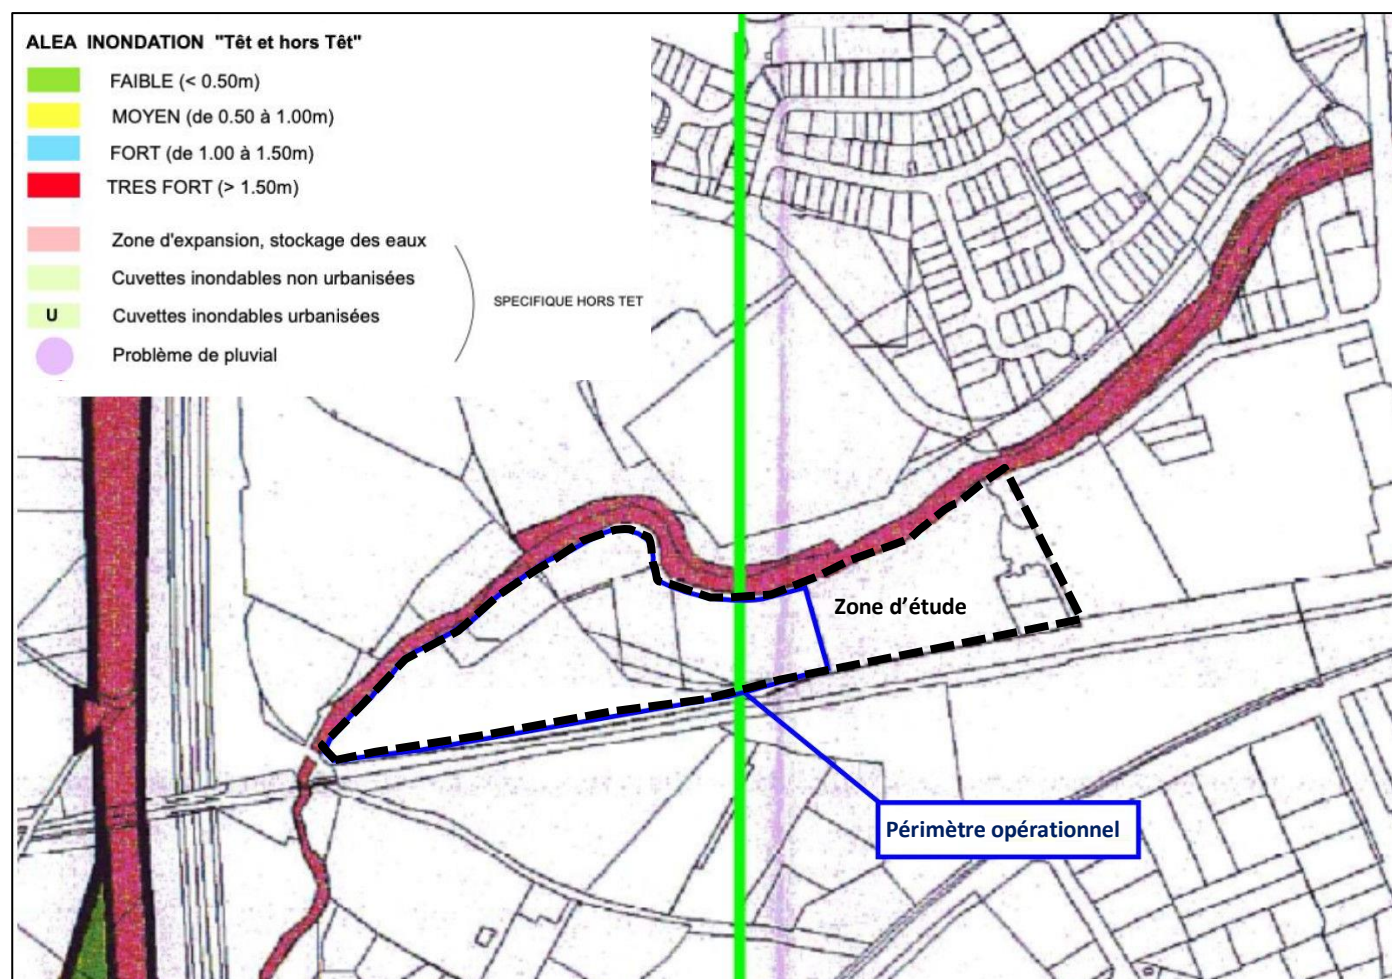 ALEA INONDATION "Têt et hors Têt"
FAIBLE (< 0.50m)
MOYEN (de 0.50 à 1.00m)
FORT (de 1.00 à 1.50m)
TRES FORT (> 1.50m)
Zone d'expansion, stockage des eaux
Cuvettes inondables non urbanisées
SPECIFIQUE HORS TET
U Cuvettes inondables urbanisées
Problème de pluvial
Zone d'étude
Périmètre opérationnel